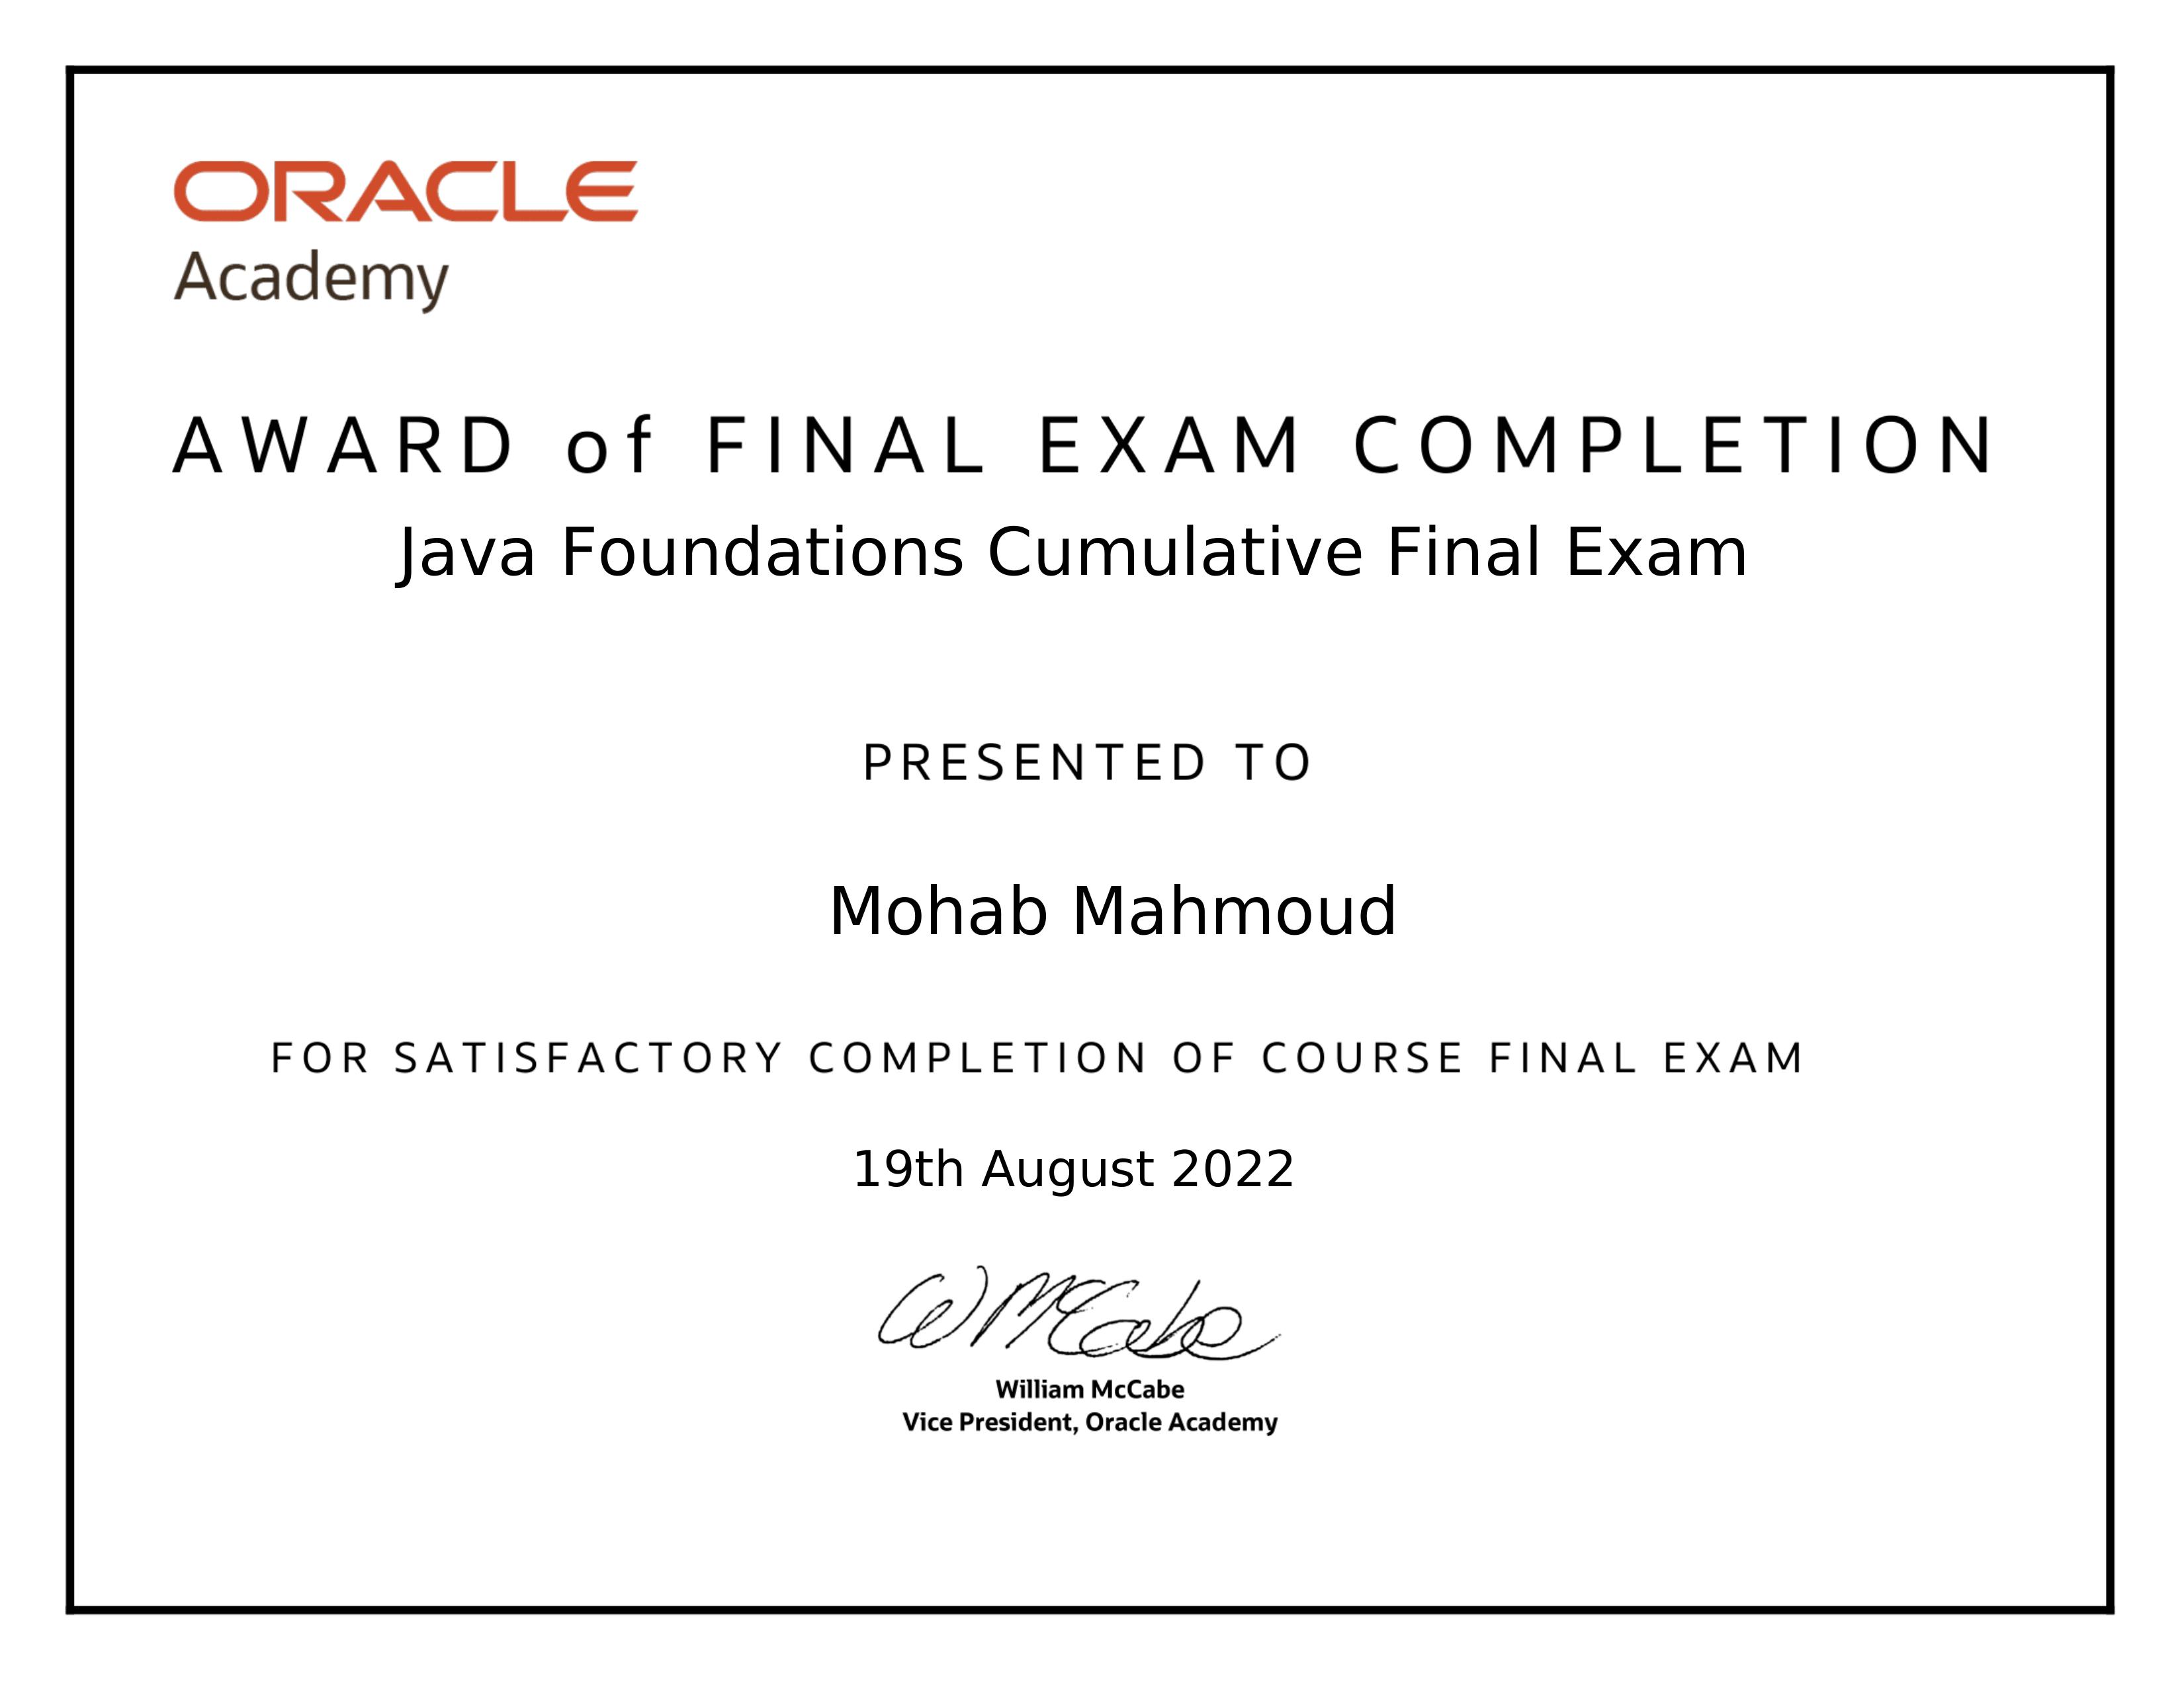 ORACLE
Academy
AWARD of FINAL EXAM COMPLETION
Java Foundations Cumulative Final Exam
PRESENTED TO
Mohab Mahmoud
FOR SATISFACTORY COMPLETION OF COURSE FINAL EXAM
19th August 2022
W McCabe
William McCabe
Vice President, Oracle Academy